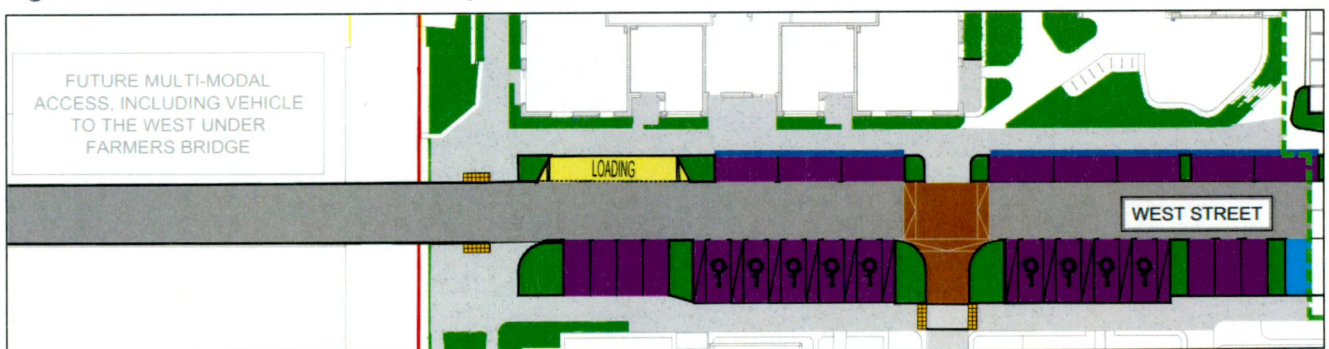 FUTURE MULTI-MODAL
ACCESS, INCLUDING VEHICLE
TO THE WEST UNDER
FARMERS BRIDGE
LOADING
WEST STREET